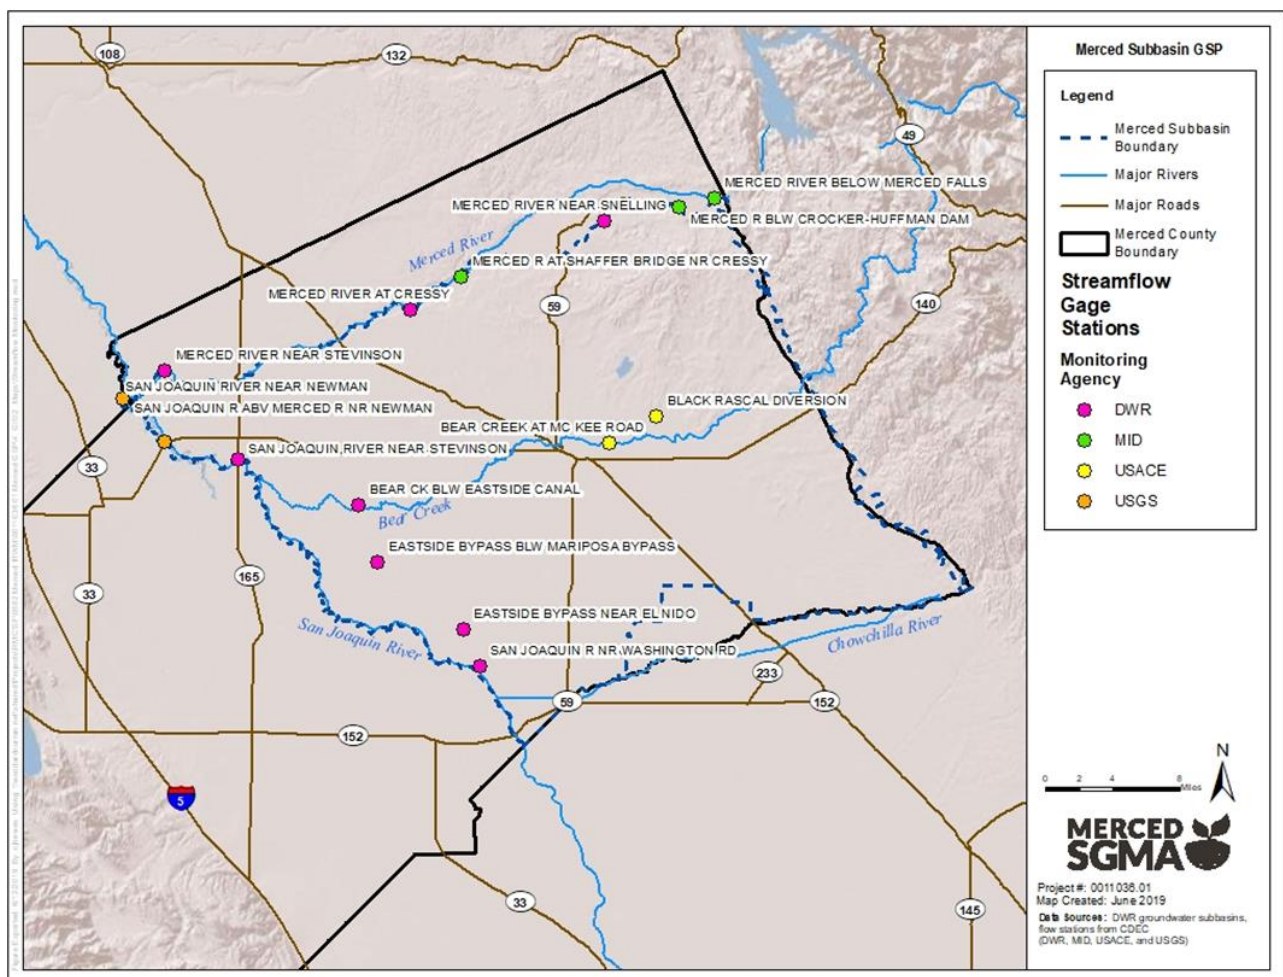 Merced Subbasin GSP
Legend
Merced Subbasin
Boundary
Major Rivers
Major Roads
Merced County
Boundary
Streamflow
Gage
Stations
Monitoring
Agency
DWR
MID
USACE
USGS
108
132
49
MERCED RIVER BELOW MERCED FALLS
MERCED RIVER NEAR SNELLING
MERCED R BLW CROCKER-HUFFMAN DAM
Merced River
MERCED R AT SHAFFER BRIDGE NR CRESSY
MERCED RIVER AT CRESSY
59
140
MERCED RIVER NEAR STEVINSON
SAN JOAQUIN RIVER NEAR NEWMAN
SAN JOAQUIN R ABV MERCED R NR NEWMAN
BLACK RASCAL DIVERSION
BEAR CREEK AT MC KEE ROAD
SAN JOAQUIN RIVER NEAR STEVINSON
33
BEAR CK BLW EASTSIDE CANAL
Bear Creek
EASTSIDE BYPASS BLW MARIPOSA BYPASS
165
33
EASTSIDE BYPASS NEAR EL NIDO
San Joaquin River
SAN JOAQUIN R NR WASHINGTON RD
Chowchilla River
233
59
152
152
5
33
145
N
0 2 4 8
Miles
MERCED
SGMA
Project #: 0011036.01
Map Created: June 2019
Data Sources: DWR groundwater subbasins,
flow stations from CDEC
(DWR, MID, USACE, and USGS)